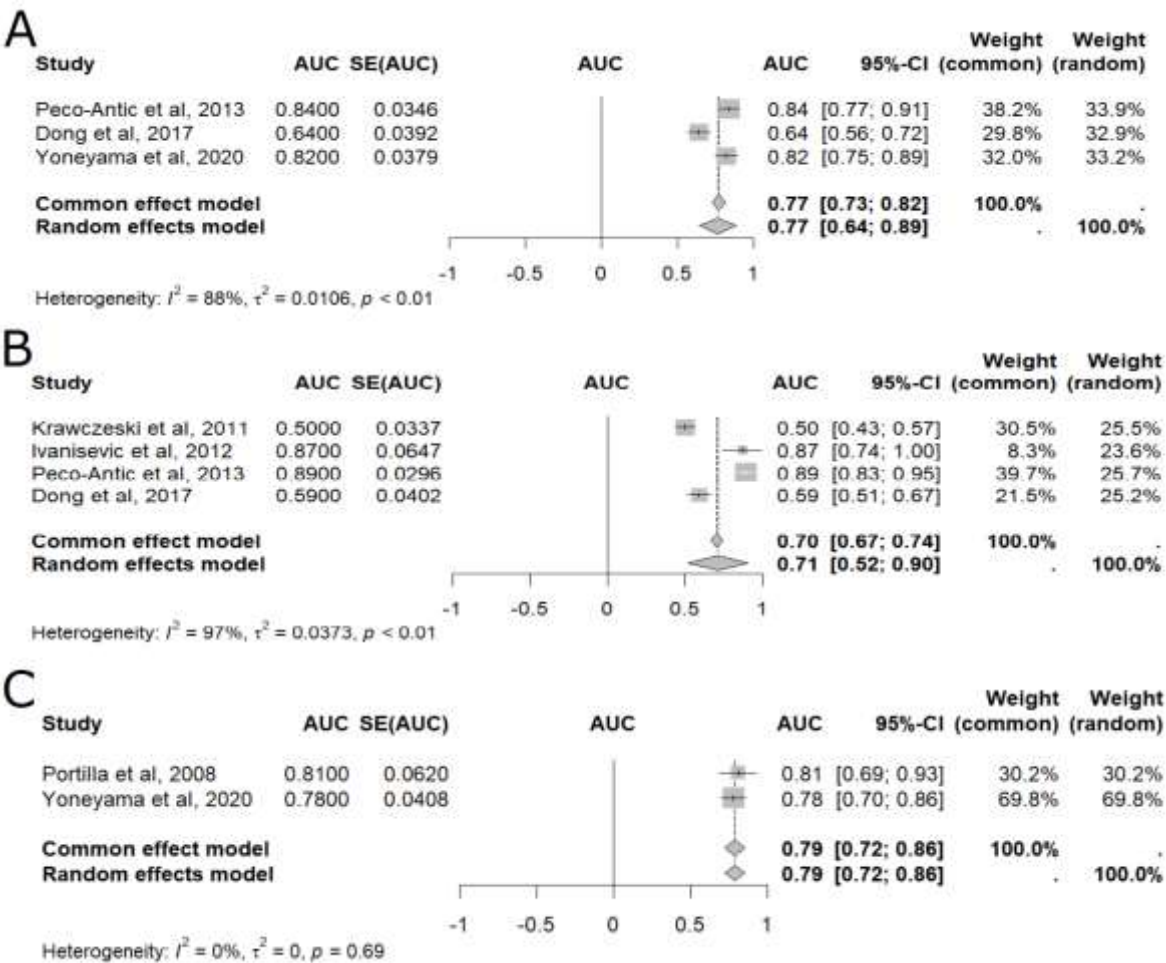 A
Weight Weight
Study AUC SE(AUC) AUC AUC 95%-CI (common) (random)
Peco-Antic et al, 2013 0.8400 0.0346 0.84 [0.77; 0.91] 38.2% 33.9%
Dong et al, 2017 0.6400 0.0392 0.64 [0.56; 0.72] 29.8% 32.9%
Yoneyama et al, 2020 0.8200 0.0379 0.82 [0.75; 0.89] 32.0% 33.2%
Common effect model 0.77 [0.73; 0.82] 100.0% .
Random effects model 0.77 [0.64; 0.89] . 100.0%
-1 -0.5 0 0.5 1
Heterogeneity: I² = 88%, τ² = 0.0106, p < 0.01
B
Weight Weight
Study AUC SE(AUC) AUC AUC 95%-CI (common) (random)
Krawczeski et al, 2011 0.5000 0.0337 0.50 [0.43; 0.57] 30.5% 25.5%
Ivanisevic et al, 2012 0.8700 0.0647 0.87 [0.74; 1.00] 8.3% 23.6%
Peco-Antic et al, 2013 0.8900 0.0296 0.89 [0.83; 0.95] 39.7% 25.7%
Dong et al, 2017 0.5900 0.0402 0.59 [0.51; 0.67] 21.5% 25.2%
Common effect model 0.70 [0.67; 0.74] 100.0% .
Random effects model 0.71 [0.52; 0.90] . 100.0%
-1 -0.5 0 0.5 1
Heterogeneity: I² = 97%, τ² = 0.0373, p < 0.01
C
Weight Weight
Study AUC SE(AUC) AUC AUC 95%-CI (common) (random)
Portilla et al, 2008 0.8100 0.0620 0.81 [0.69; 0.93] 30.2% 30.2%
Yoneyama et al, 2020 0.7800 0.0408 0.78 [0.70; 0.86] 69.8% 69.8%
Common effect model 0.79 [0.72; 0.86] 100.0% .
Random effects model 0.79 [0.72; 0.86] . 100.0%
-1 -0.5 0 0.5 1
Heterogeneity: I² = 0%, τ² = 0, p = 0.69